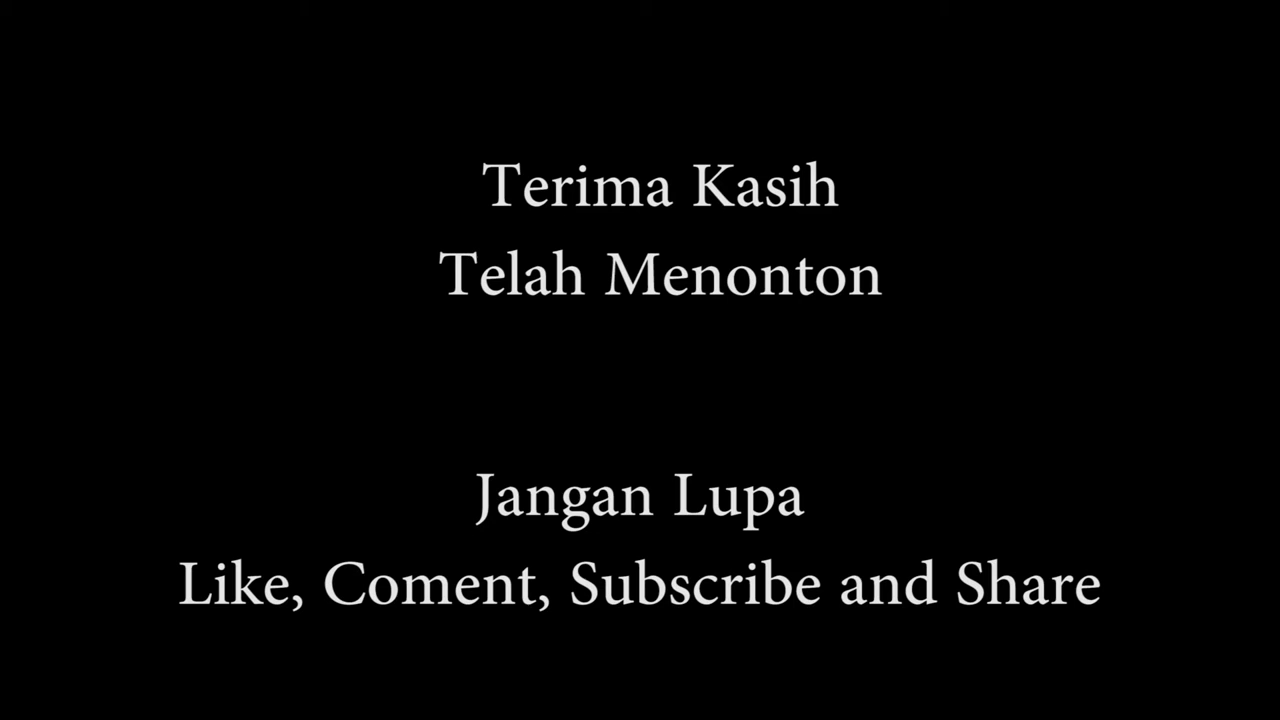 Terima Kasih
Telah Menonton
Jangan Lupa
Like, Coment, Subscribe and Share